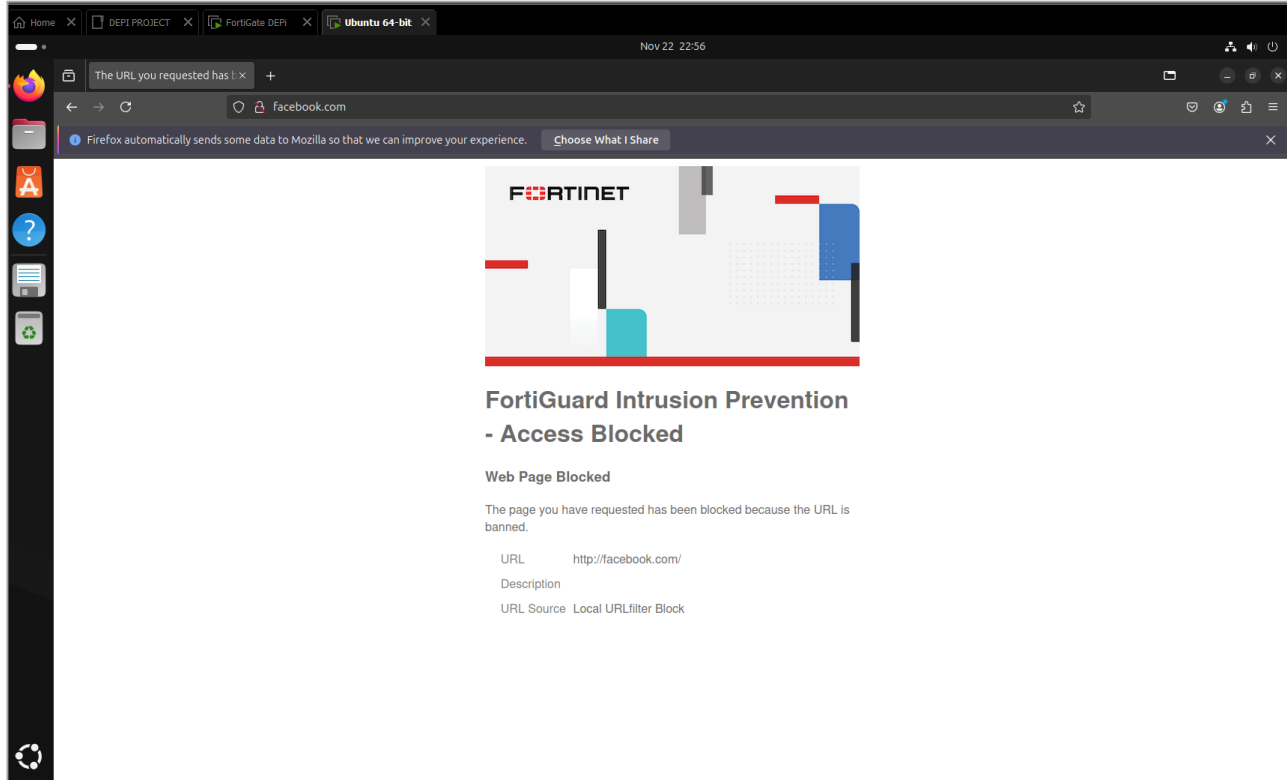 Home
DEPI PROJECT
FortiGate DEPi
Ubuntu 64-bit
Nov 22 22:56
The URL you requested has b
facebook.com
Firefox automatically sends some data to Mozilla so that we can improve your experience.
Choose What I Share
FORTINET
FortiGuard Intrusion Prevention
- Access Blocked
Web Page Blocked
The page you have requested has been blocked because the URL is
banned.
URL http://facebook.com/
Description
URL Source Local URLfilter Block